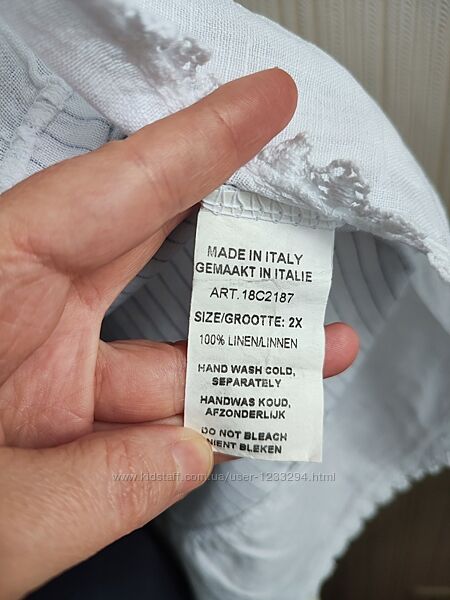 MADE IN ITALY
GEMAAKT IN ITALIE
ART.18C2187
SIZE/GROOTTE: 2X
100% LINEN/LINNEN
HAND WASH COLD,
SEPARATELY
HANDWAS KOUD,
AFZONDERLIJK
DO NOT BLEACH
NIENT BLEKEN
www.kidstaff.com.ua/user-1233294.html